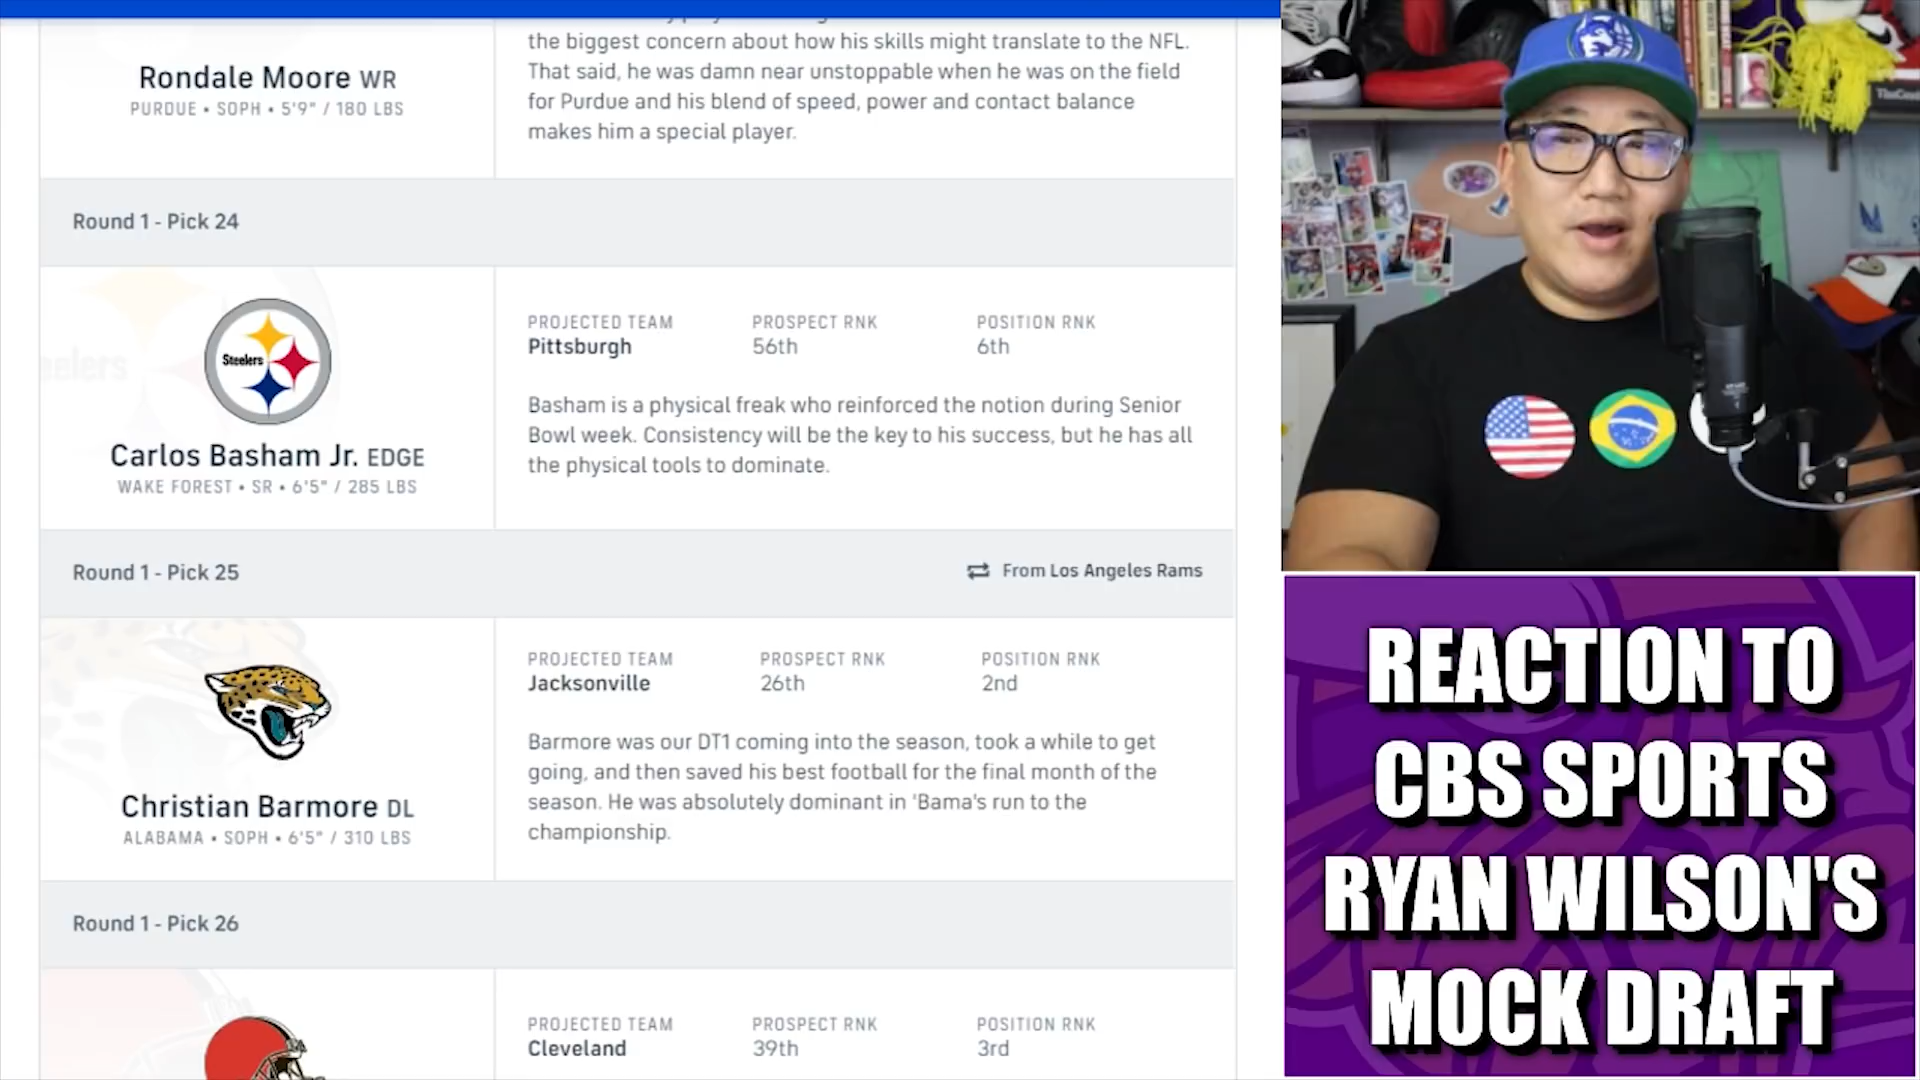 the biggest concern about how his skills might translate to the NFL.
That said, he was damn near unstoppable when he was on the field
for Purdue and his blend of speed, power and contact balance
makes him a special player.
Rondale Moore WR
PURDUE • SOPH • 5'9" / 180 LBS
Round 1 - Pick 24
Steelers
Carlos Basham Jr. EDGE
WAKE FOREST • SR • 6'5" / 285 LBS
PROJECTED TEAM
Pittsburgh
PROSPECT RNK
56th
POSITION RNK
6th
Basham is a physical freak who reinforced the notion during Senior
Bowl week. Consistency will be the key to his success, but he has all
the physical tools to dominate.
Round 1 - Pick 25
From Los Angeles Rams
Christian Barmore DL
ALABAMA • SOPH • 6'5" / 310 LBS
PROJECTED TEAM
Jacksonville
PROSPECT RNK
26th
POSITION RNK
2nd
Barmore was our DT1 coming into the season, took a while to get
going, and then saved his best football for the final month of the
season. He was absolutely dominant in 'Bama's run to the
championship.
Round 1 - Pick 26
PROJECTED TEAM
Cleveland
PROSPECT RNK
39th
POSITION RNK
3rd
REACTION TO
CBS SPORTS
RYAN WILSON'S
MOCK DRAFT